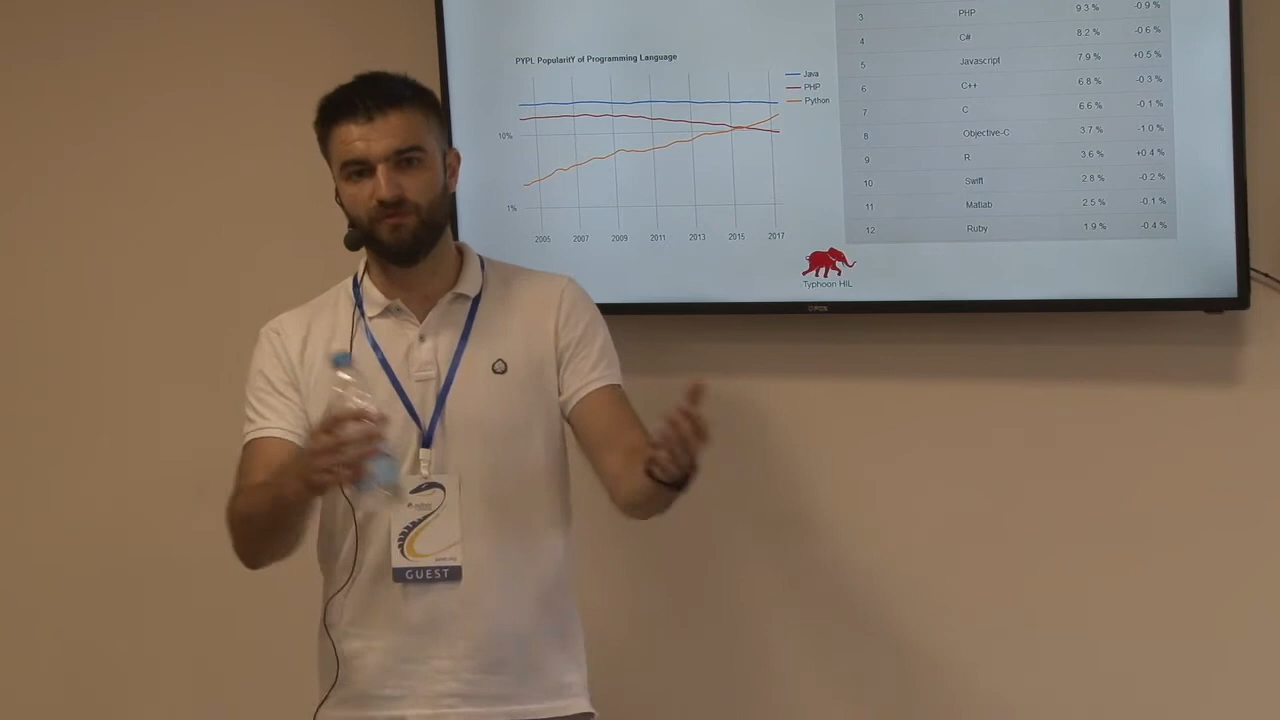 3 PHP 9.3 % -0.9 %
4 C# 8.2 % -0.6 %
5 Javascript 7.9 % +0.5 %
6 C++ 6.8 % -0.3 %
7 C 6.6 % -0.1 %
8 Objective-C 3.7 % -1.0 %
9 R 3.6 % +0.4 %
10 Swift 2.8 % -0.2 %
11 Matlab 2.5 % -0.1 %
12 Ruby 1.9 % -0.4 %
PYPL PopularitY of Programming Language
Java
PHP
Python
10%
1%
2005 2007 2009 2011 2013 2015 2017
Typhoon HIL
GUEST